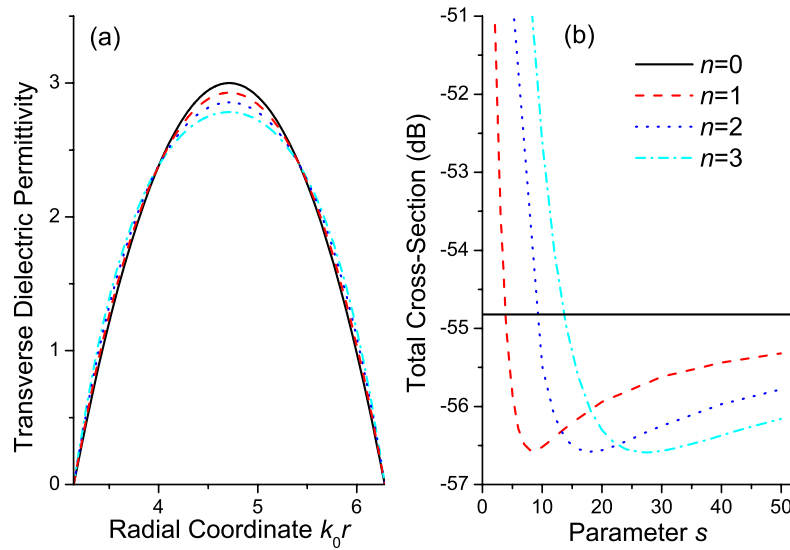 (a)
Transverse Dielectric Permittivity
3
2
1
0
4
5
6
Radial Coordinate k₀r
(b)
n=0
n=1
n=2
n=3
Total Cross-Section (dB)
-51
-52
-53
-54
-55
-56
-57
0
10
20
30
40
50
Parameter s